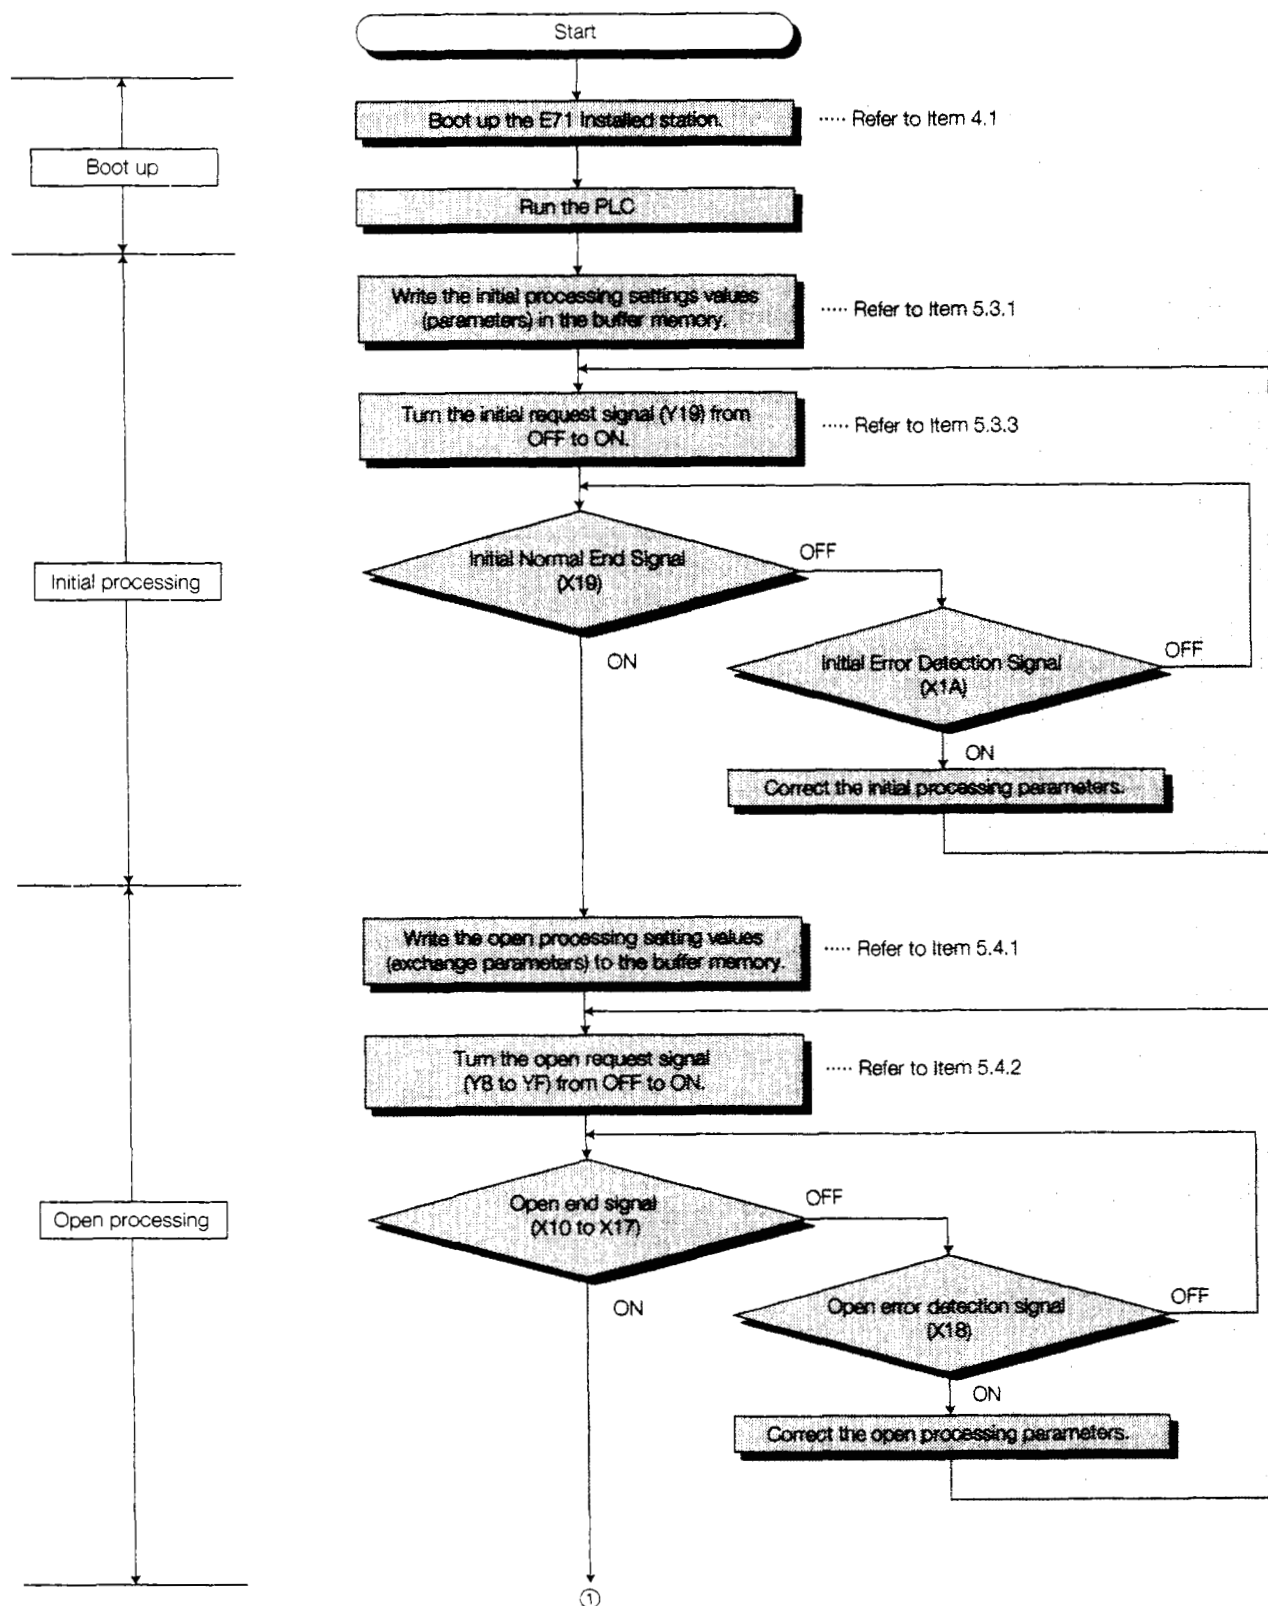 Start
Boot up the E71 Installed station.
····· Refer to Item 4.1
Boot up
Run the PLC
Write the initial processing settings values
(parameters) in the buffer memory.
····· Refer to Item 5.3.1
Turn the initial request signal (Y19) from
OFF to ON.
····· Refer to Item 5.3.3
Initial Normal End Signal
(X19)
OFF
ON
Initial processing
Initial Error Detection Signal
(X1A)
OFF
ON
Correct the initial processing parameters.
Write the open processing setting values
(exchange parameters) to the buffer memory.
····· Refer to Item 5.4.1
Turn the open request signal
(Y8 to YF) from OFF to ON.
····· Refer to Item 5.4.2
Open end signal
(X10 to X17)
OFF
ON
Open processing
Open error detection signal
(X18)
OFF
ON
Correct the open processing parameters.
①